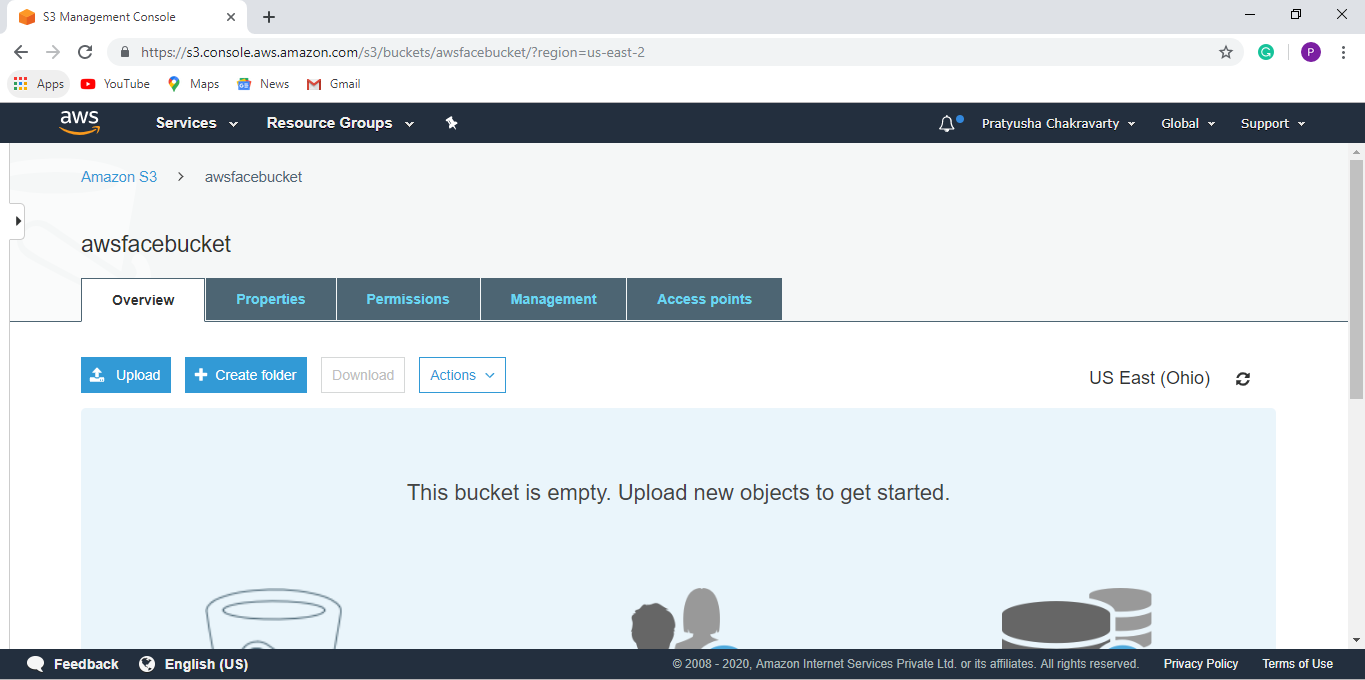 S3 Management Console
https://s3.console.aws.amazon.com/s3/buckets/awsfacebucket/?region=us-east-2
P
Apps YouTube Maps News Gmail
aws Services Resource Groups Pratyusha Chakravarty Global Support
Amazon S3 > awsfacebucket
awsfacebucket
Overview Properties Permissions Management Access points
Upload + Create folder Download Actions US East (Ohio)
This bucket is empty. Upload new objects to get started.
Feedback English (US) © 2008 - 2020, Amazon Internet Services Private Ltd. or its affiliates. All rights reserved. Privacy Policy Terms of Use